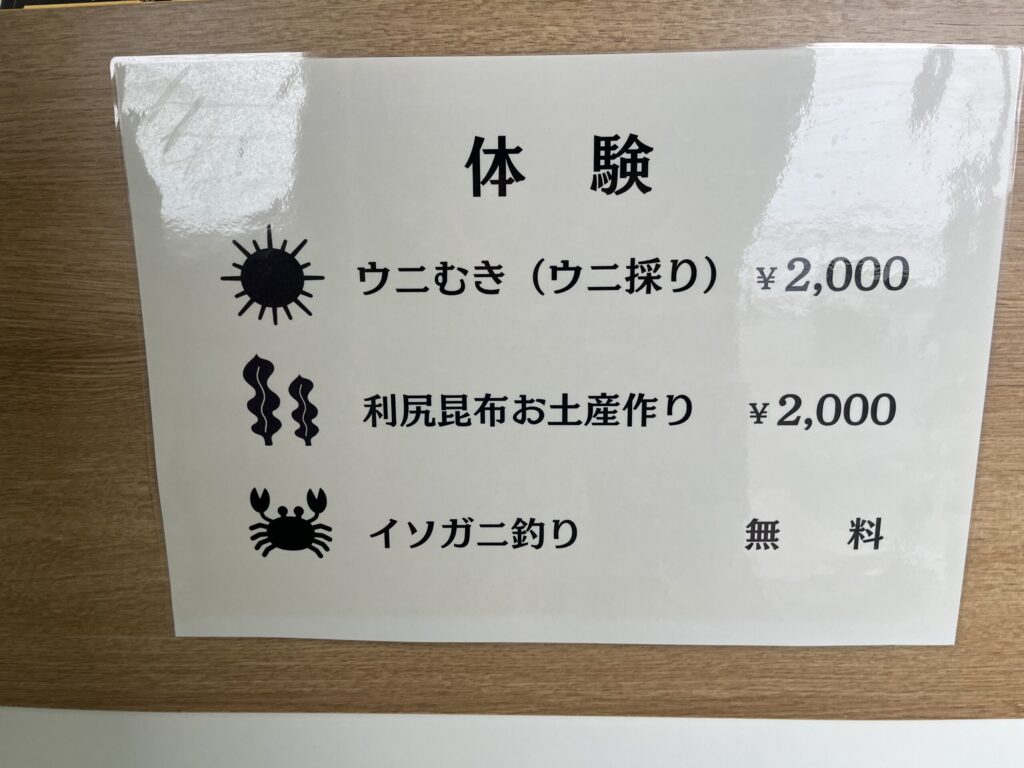 体　験
ウニむき（ウニ採り）　¥2,000
利尻昆布お土産作り　¥2,000
イソガニ釣り　無　料